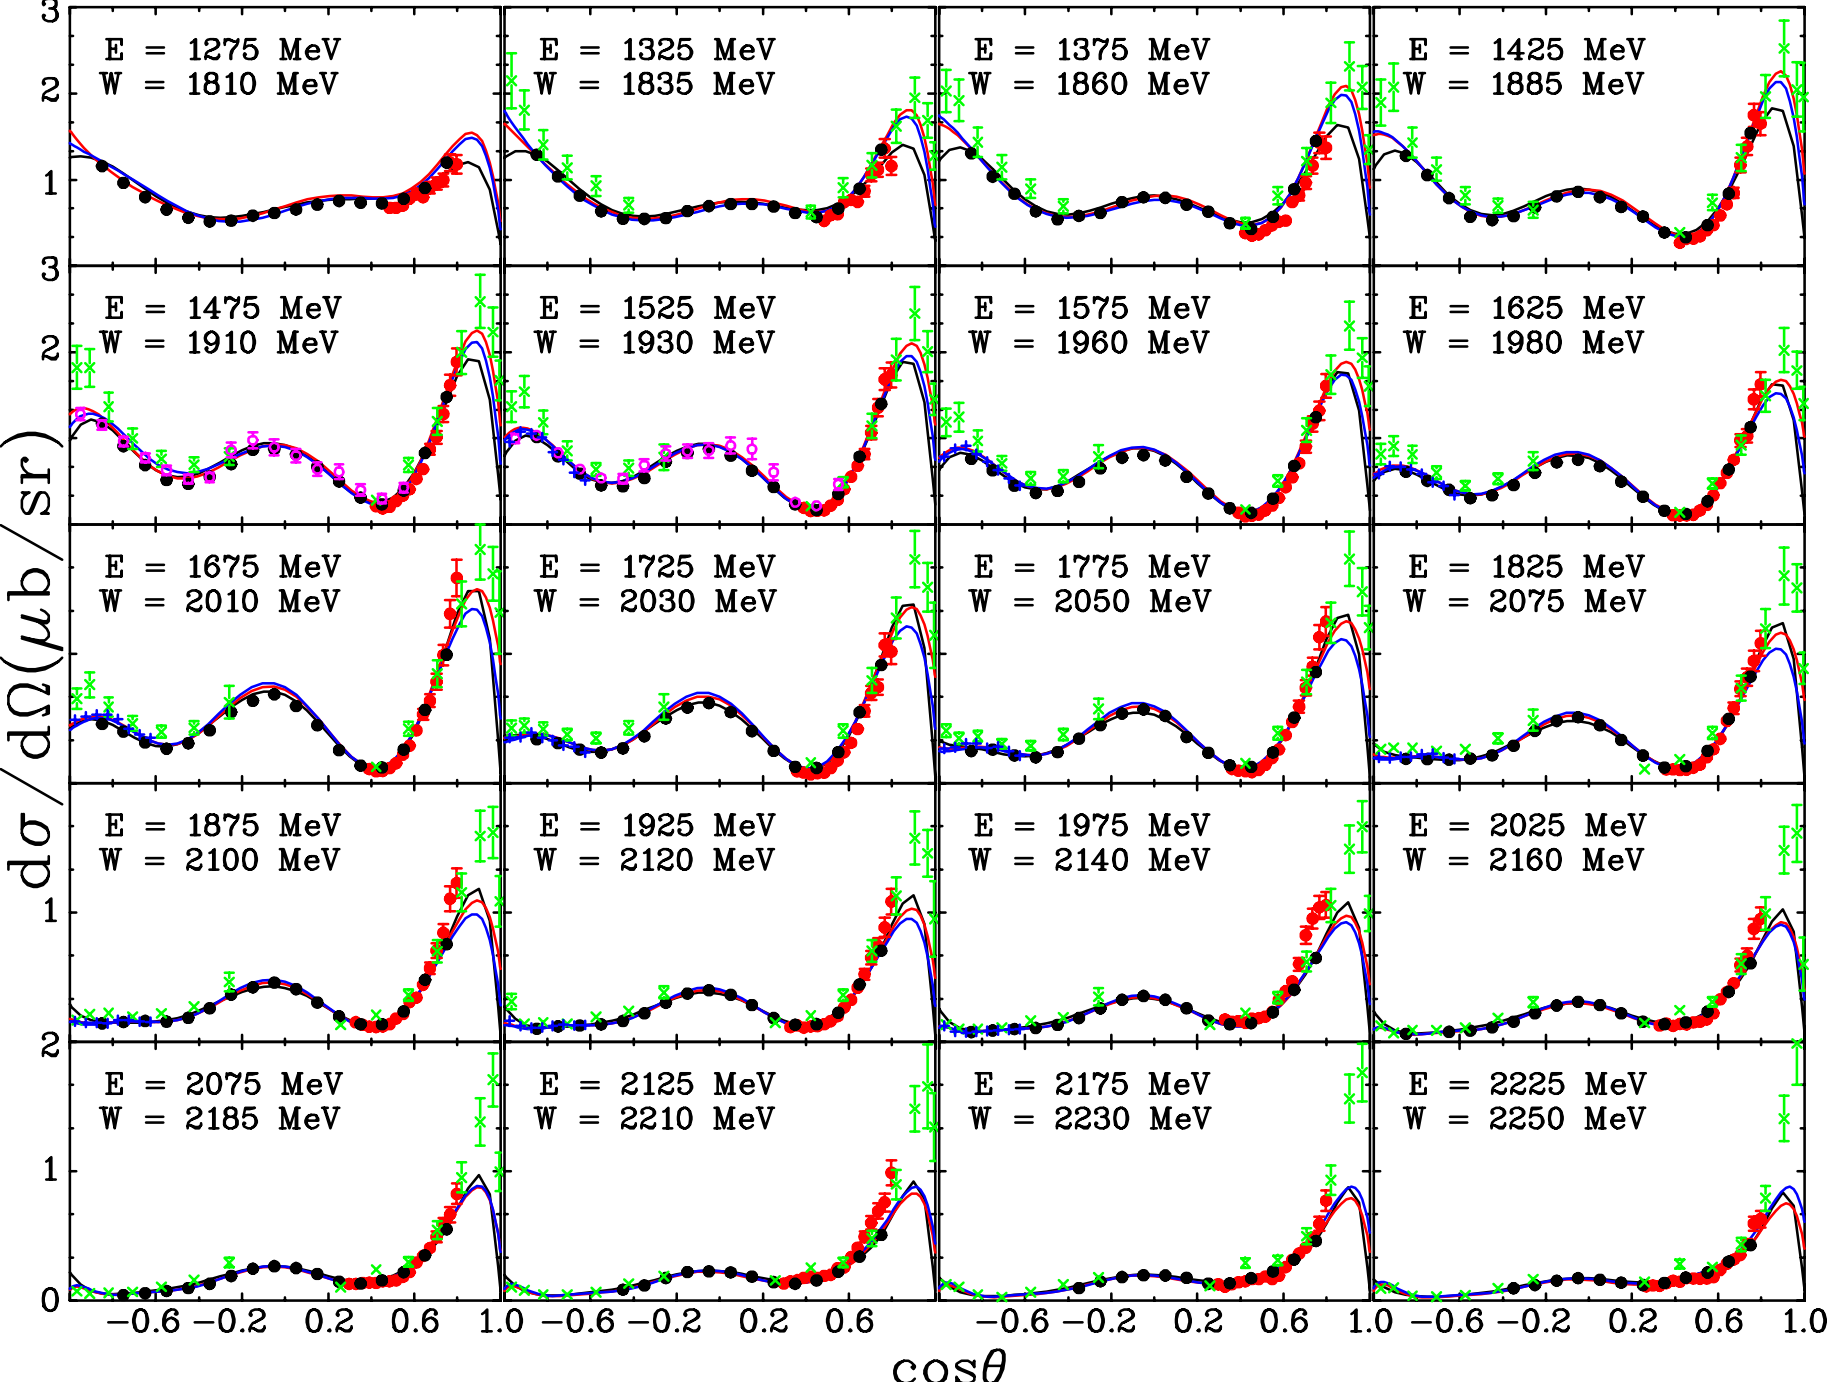 3
2
1
E = 1275 MeV
W = 1810 MeV
E = 1325 MeV
W = 1835 MeV
E = 1375 MeV
W = 1860 MeV
E = 1425 MeV
W = 1885 MeV
3
3
2
E = 1475 MeV
W = 1910 MeV
E = 1525 MeV
W = 1930 MeV
E = 1575 MeV
W = 1960 MeV
E = 1625 MeV
W = 1980 MeV
dσ/dΩ(μb/sr)
E = 1675 MeV
W = 2010 MeV
E = 1725 MeV
W = 2030 MeV
E = 1775 MeV
W = 2050 MeV
E = 1825 MeV
W = 2075 MeV
1
E = 1875 MeV
W = 2100 MeV
E = 1925 MeV
W = 2120 MeV
E = 1975 MeV
W = 2140 MeV
E = 2025 MeV
W = 2160 MeV
2
1
0
E = 2075 MeV
W = 2185 MeV
E = 2125 MeV
W = 2210 MeV
E = 2175 MeV
W = 2230 MeV
E = 2225 MeV
W = 2250 MeV
-0.6 -0.2 0.2 0.6 1.0 -0.6 -0.2 0.2 0.6 -0.6 -0.2 0.2 0.6 1.0 -0.6 -0.2 0.2 0.6 1.0
cosθ